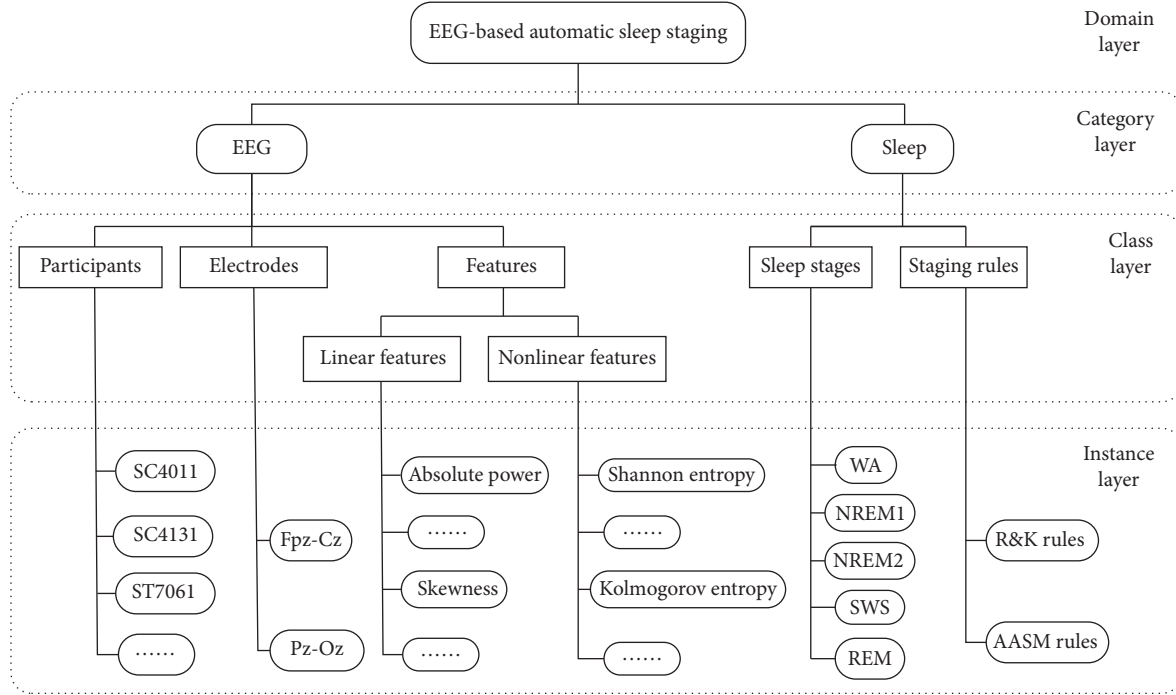 EEG-based automatic sleep staging
Domain
layer
Category
layer
EEG
Sleep
Class
layer
Participants
Electrodes
Features
Sleep stages
Staging rules
Linear features
Nonlinear features
Instance
layer
SC4011
SC4131
ST7061
......
Fpz-Cz
Pz-Oz
Absolute power
......
Skewness
......
Shannon entropy
......
Kolmogorov entropy
......
WA
NREM1
NREM2
SWS
REM
R&K rules
AASM rules